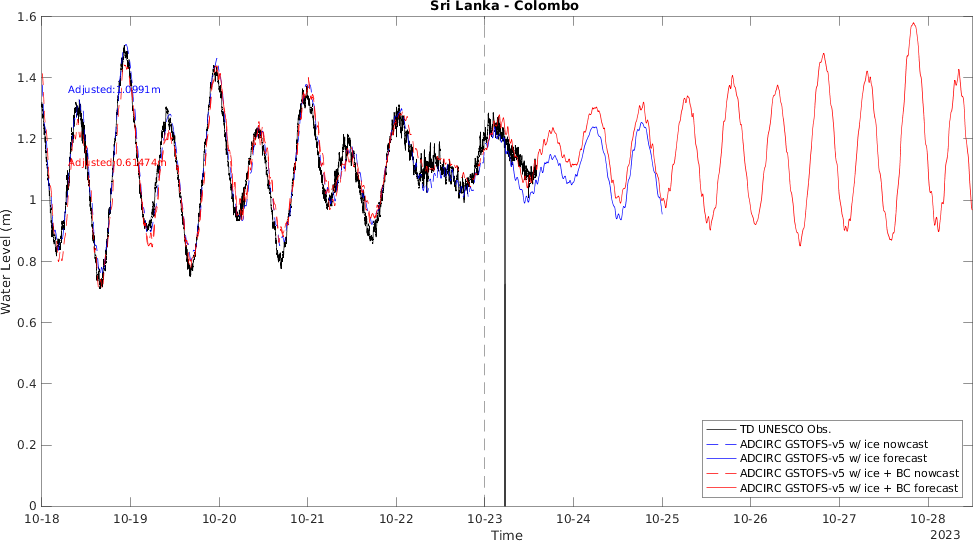 Sri Lanka - Colombo
1.6
1.4
1.2
1
0.8
0.6
0.4
0.2
0
Water Level (m)
Adjusted:1.0991m
Adjusted:0.61474m
TD UNESCO Obs.
ADCIRC GSTOFS-v5 w/ ice nowcast
ADCIRC GSTOFS-v5 w/ ice forecast
ADCIRC GSTOFS-v5 w/ ice + BC nowcast
ADCIRC GSTOFS-v5 w/ ice + BC forecast
10-18 10-19 10-20 10-21 10-22 10-23 10-24 10-25 10-26 10-27 10-28
Time
2023